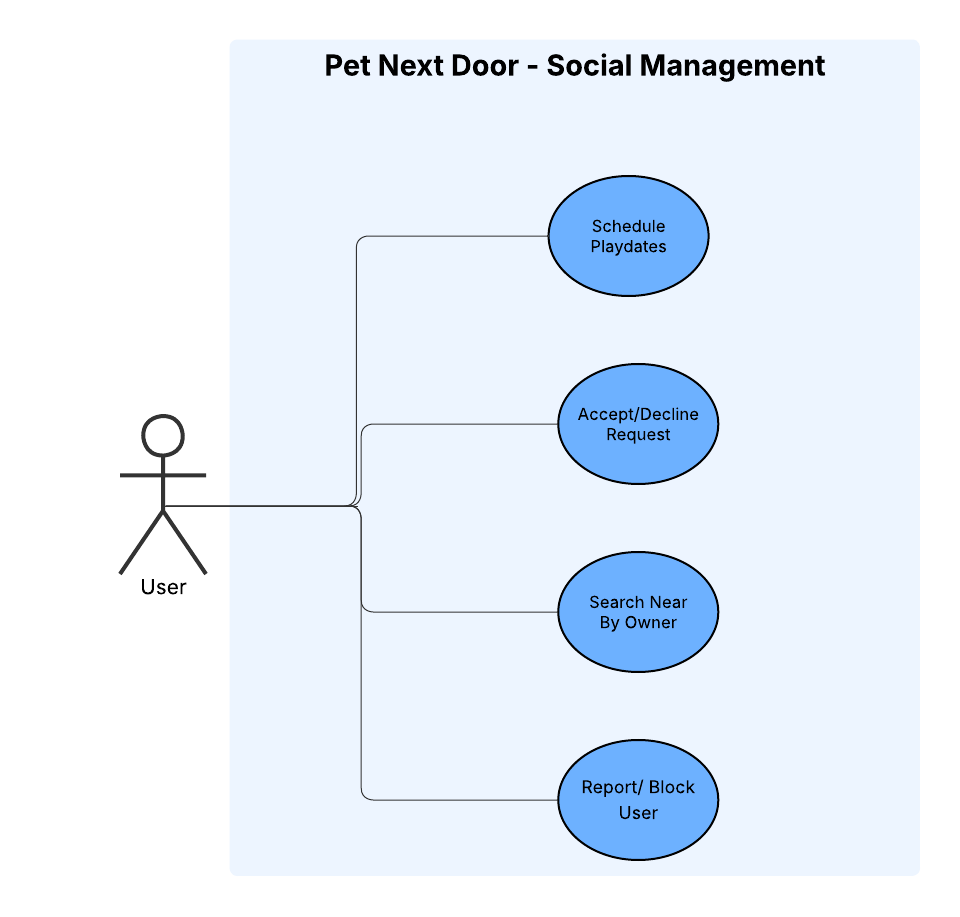 Pet Next Door - Social Management
Schedule
Playdates
Accept/Decline
Request
User
Search Near
By Owner
Report/ Block
User